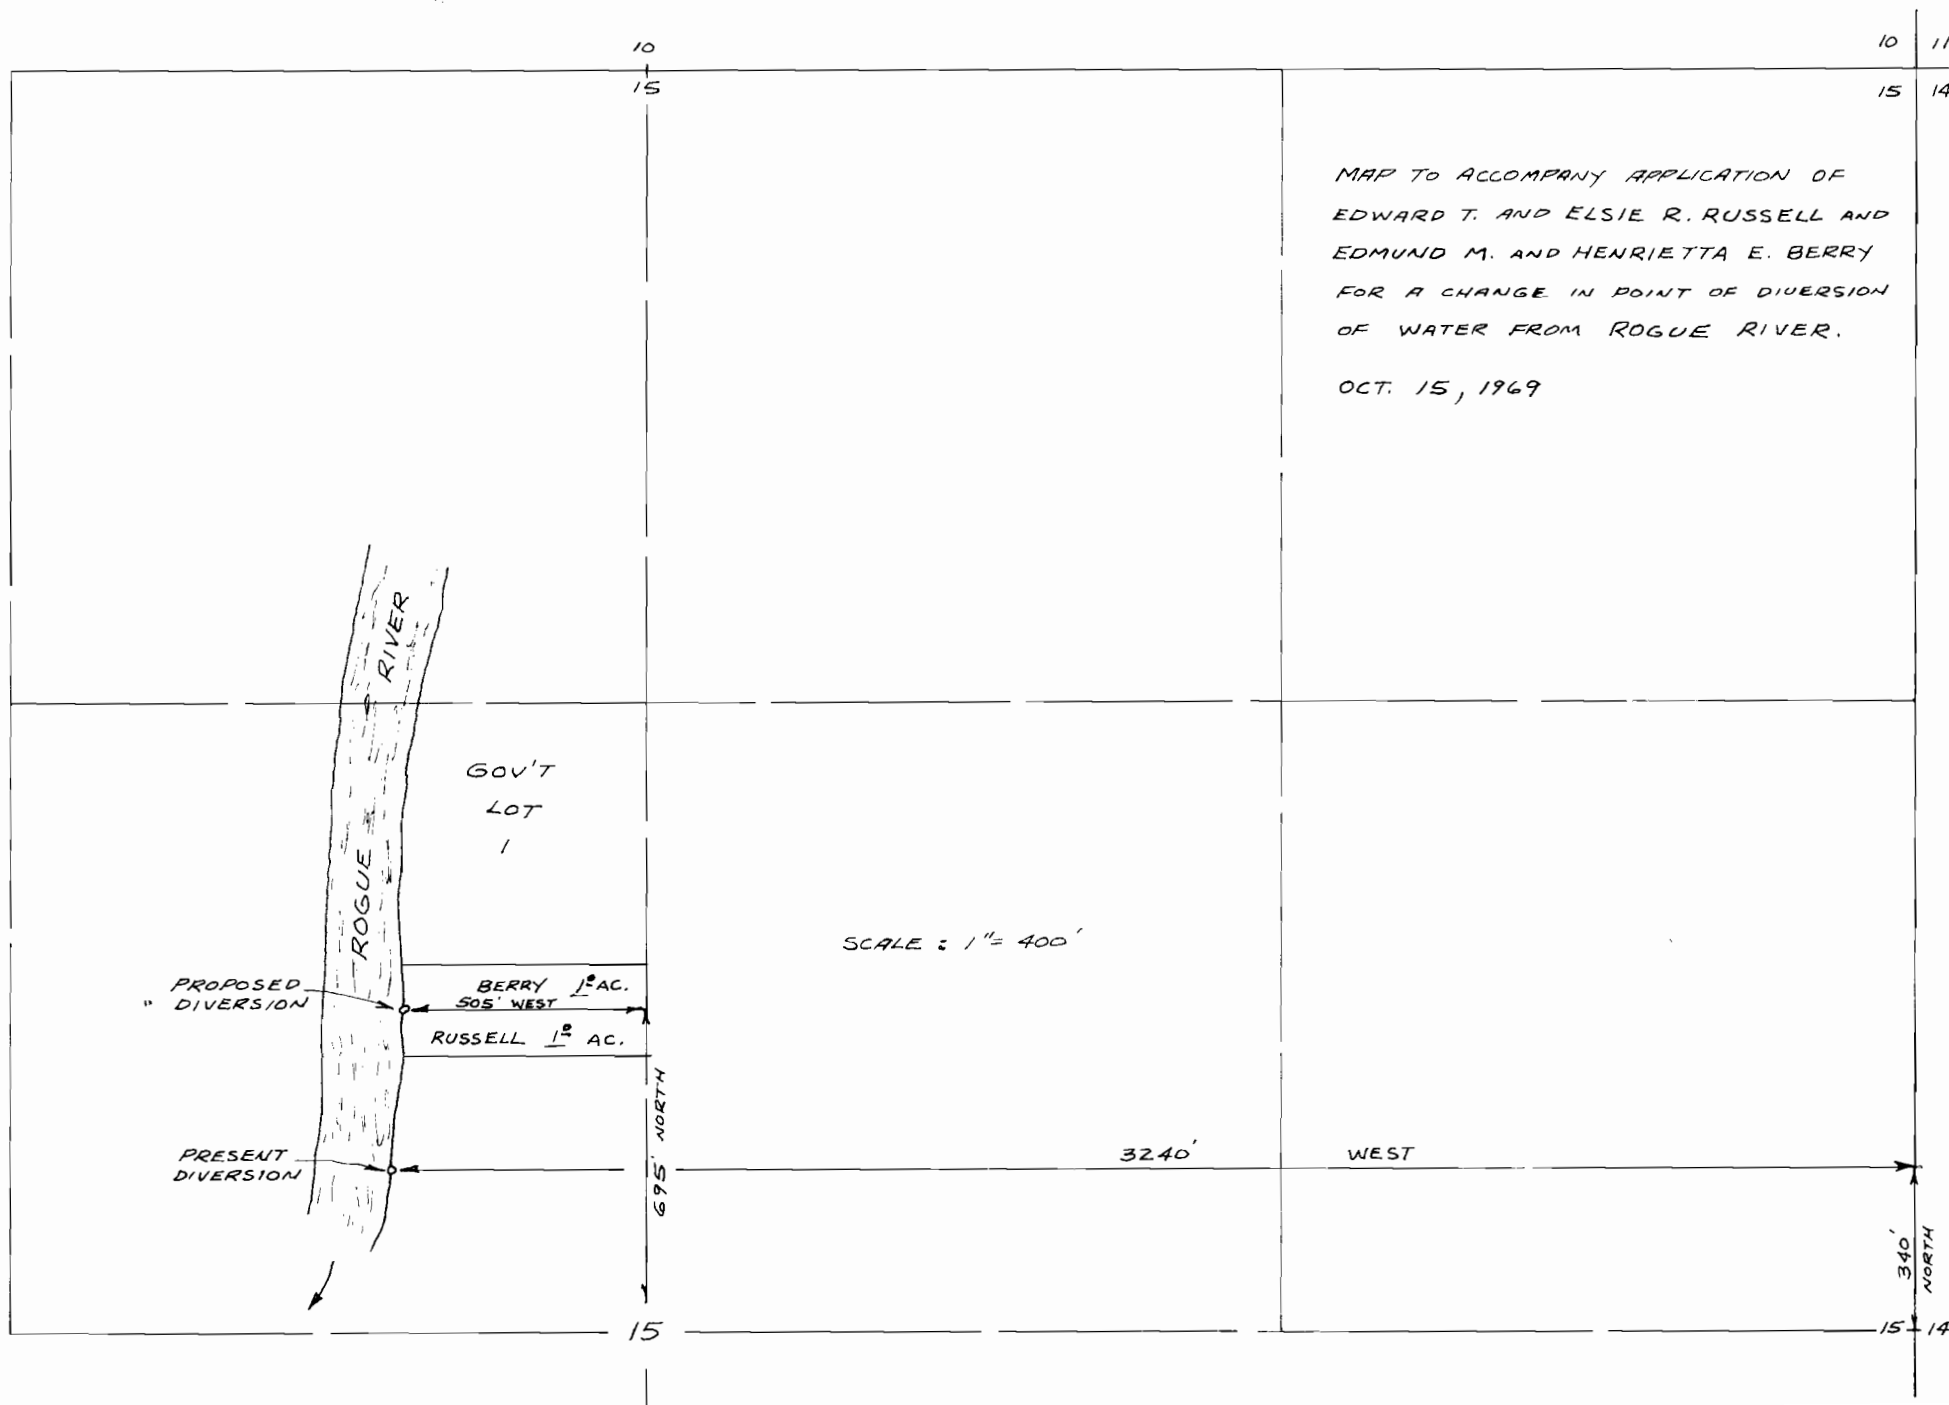 10
15
10 11
15 14
MAP TO ACCOMPANY APPLICATION OF
EDWARD T. AND ELSIE R. RUSSELL AND
EDMUND M. AND HENRIETTA E. BERRY
FOR A CHANGE IN POINT OF DIVERSION
OF WATER FROM ROGUE RIVER.
OCT. 15, 1969
ROGUE RIVER
GOV'T
LOT
1
SCALE : 1"= 400'
PROPOSED
" DIVERSION
BERRY 1.0 AC.
505' WEST
RUSSELL 1.0 AC.
695' NORTH
PRESENT
DIVERSION
3240' WEST
340'
NORTH
15
15 14